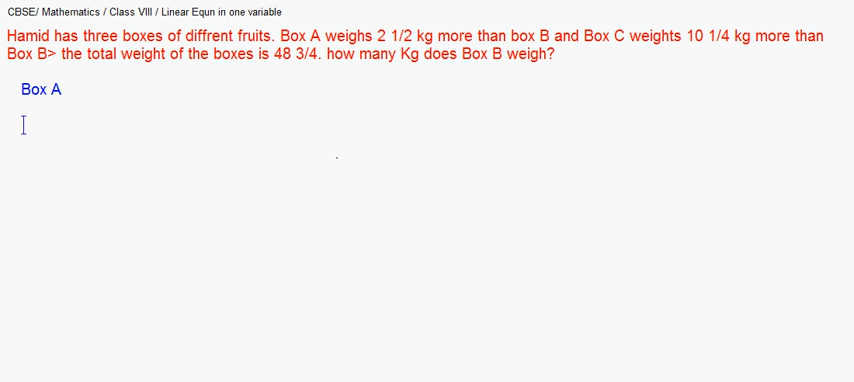 CBSE/ Mathematics / Class VIII / Linear Equn in one variable
Hamid has three boxes of diffrent fruits. Box A weighs 2 1/2 kg more than box B and Box C weights 10 1/4 kg more than
Box B> the total weight of the boxes is 48 3/4. how many Kg does Box B weigh?
Box A